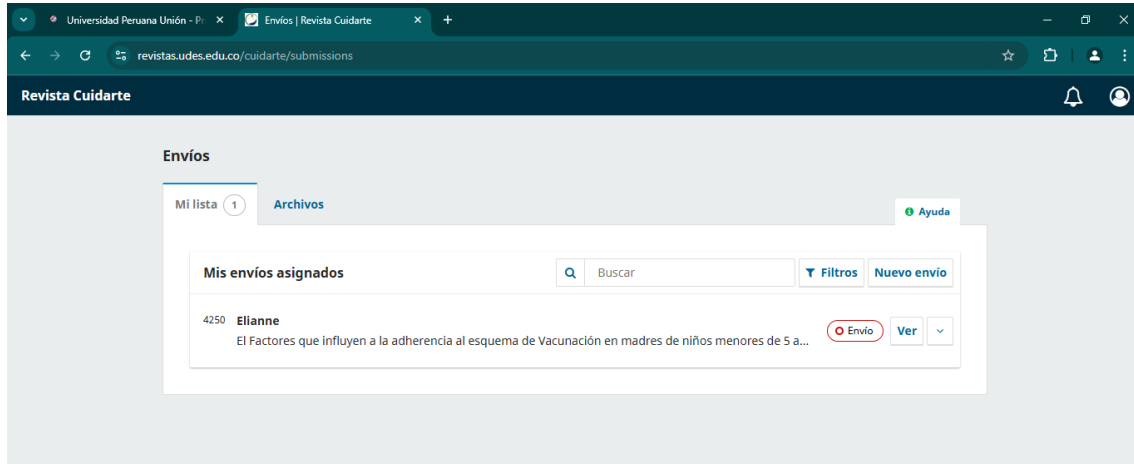 Universidad Peruana Unión - Pr
Envíos | Revista Cuidarte
revistas.udes.edu.co/cuidarte/submissions
Revista Cuidarte
Envíos
Mi lista 1 Archivos
Ayuda
Mis envíos asignados Buscar Filtros Nuevo envío
4250 Elianne
El Factores que influyen a la adherencia al esquema de Vacunación en madres de niños menores de 5 a...
Envío Ver